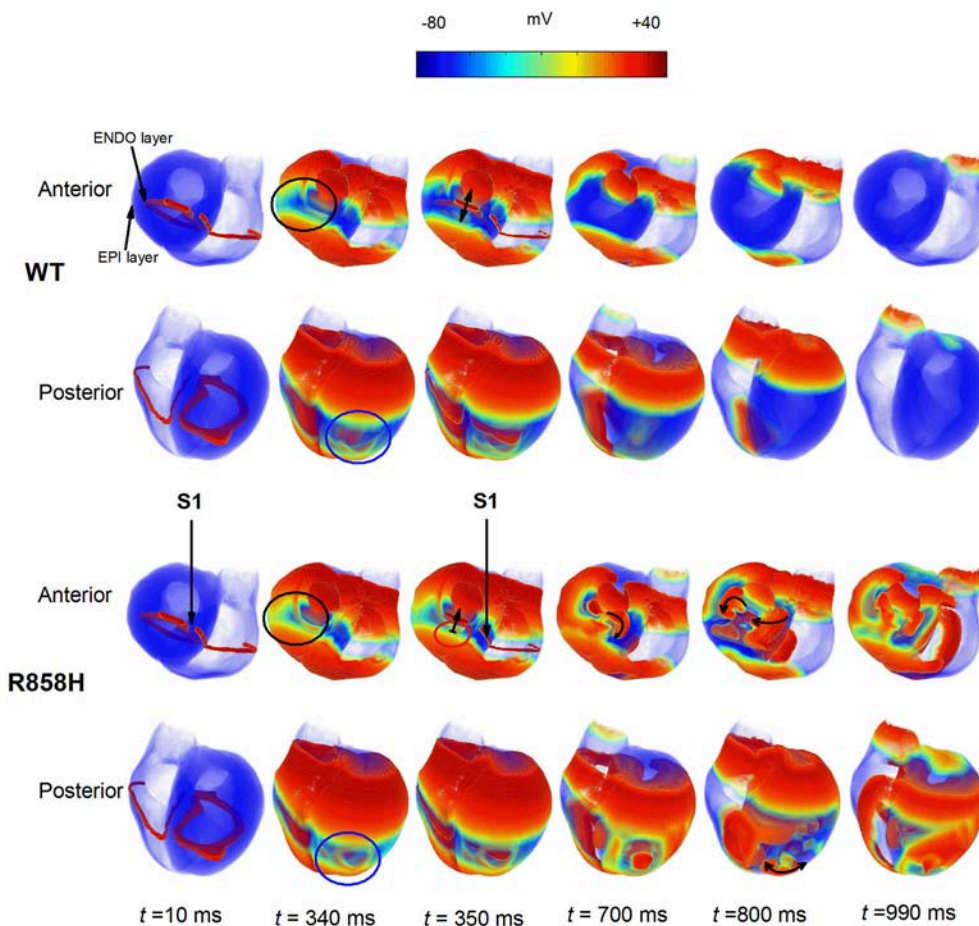 mV
-80
+40
ENDO layer
Anterior
EPI layer
WT
Posterior
S1
S1
Anterior
R858H
Posterior
t =10 ms
t = 340 ms
t = 350 ms
t = 700 ms
t = 800 ms
t =990 ms